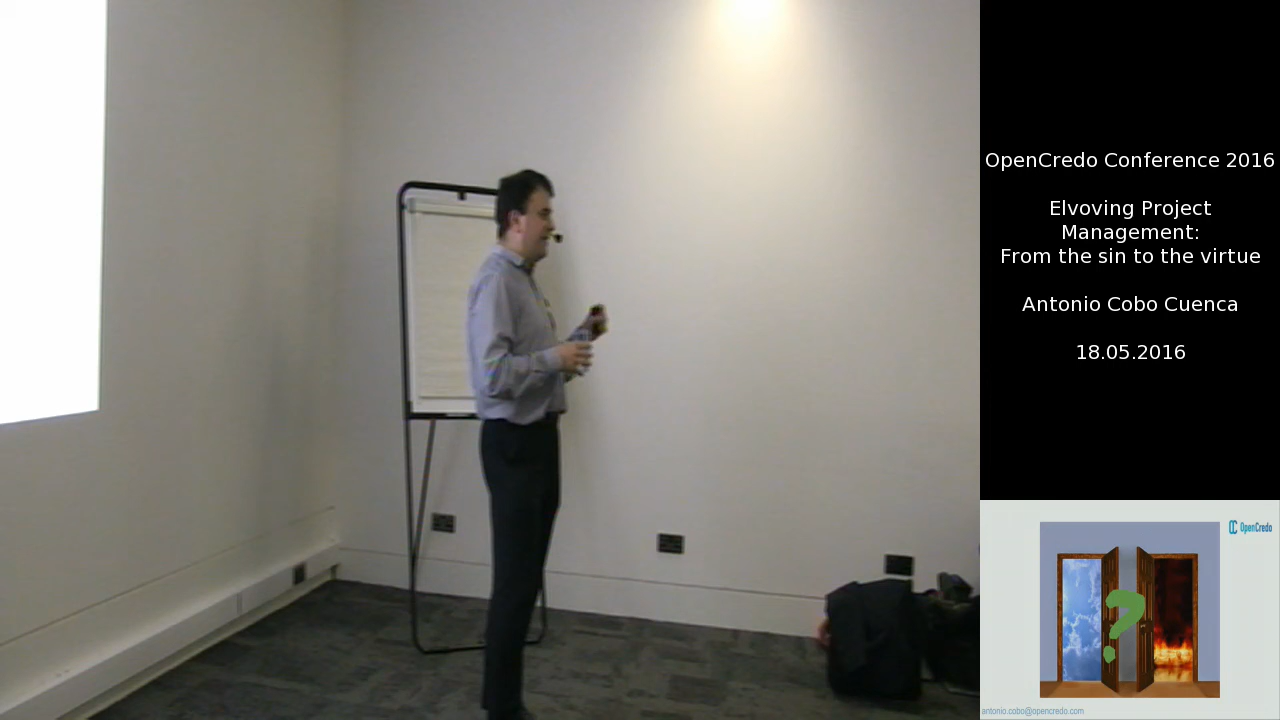 OpenCredo Conference 2016
Elvoving Project
Management:
From the sin to the virtue
Antonio Cobo Cuenca
18.05.2016
OpenCredo
?
antonio.cobo@opencredo.com